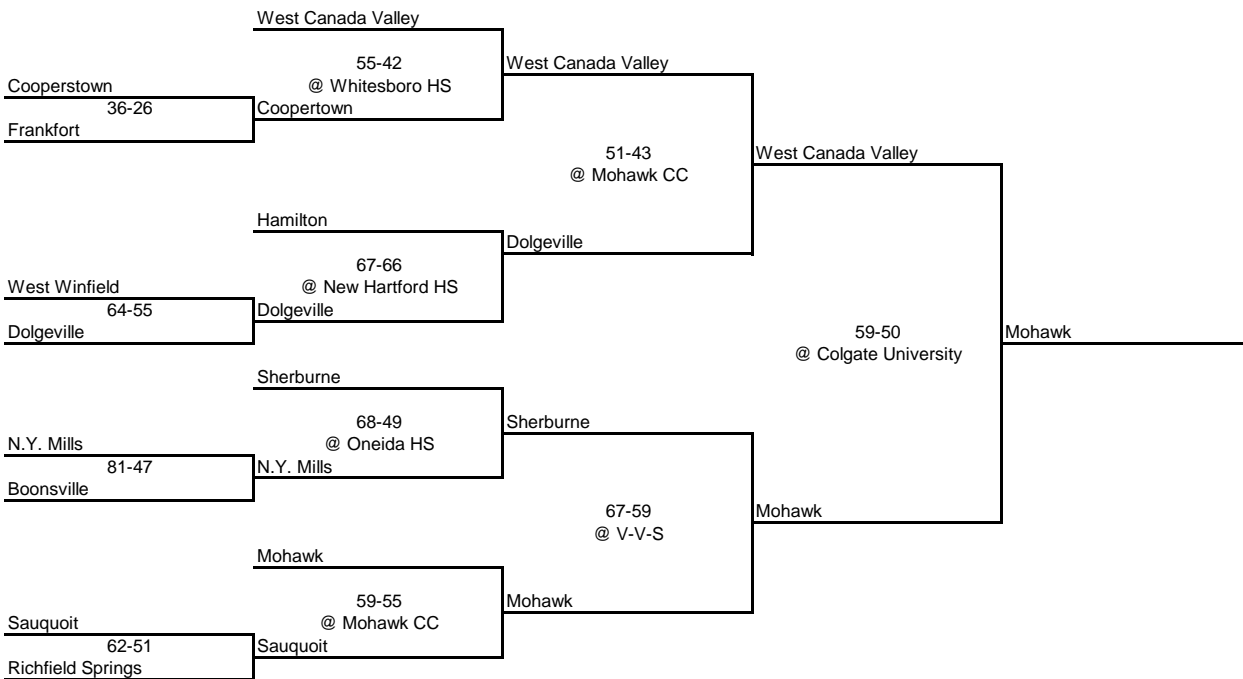 West Canada Valley
55-42
@ Whitesboro HS
West Canada Valley
Cooperstown
36-26
Coopertown
Frankfort
51-43
@ Mohawk CC
West Canada Valley
Hamilton
Dolgeville
67-66
@ New Hartford HS
West Winfield
64-55
Dolgeville
Dolgeville
59-50
@ Colgate University
Mohawk
Sherburne
68-49
@ Oneida HS
Sherburne
N.Y. Mills
81-47
N.Y. Mills
Boonsville
67-59
@ V-V-S
Mohawk
Mohawk
59-55
@ Mohawk CC
Mohawk
Sauquoit
62-51
Sauquoit
Richfield Springs